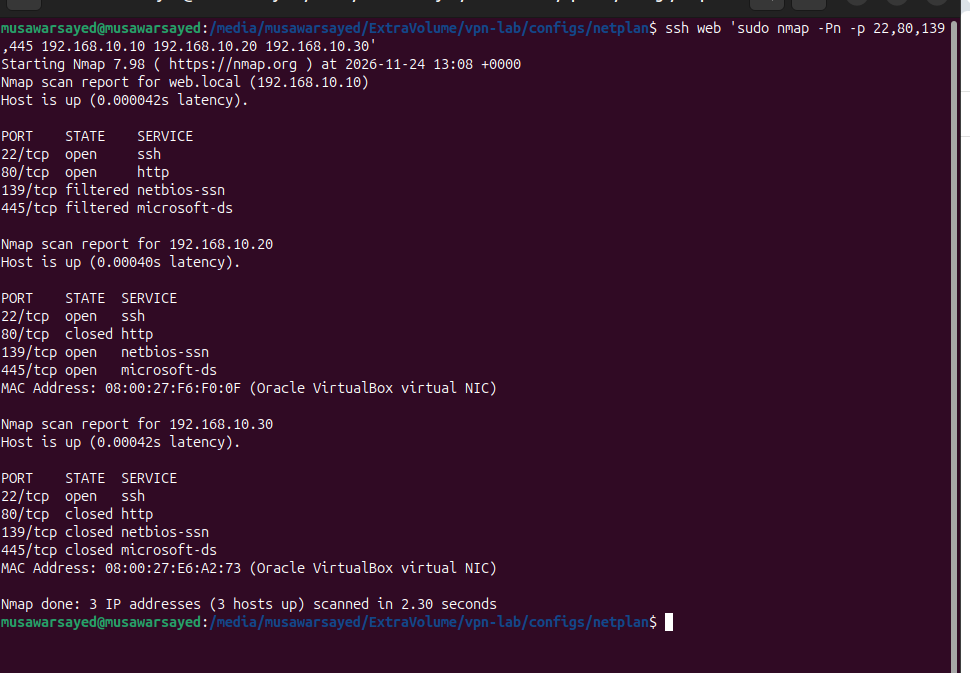 musawarsayed@musawarsayed:/media/musawarsayed/ExtraVolume/vpn-lab/configs/netplan$ ssh web 'sudo nmap -Pn -p 22,80,139
,445 192.168.10.10 192.168.10.20 192.168.10.30'
Starting Nmap 7.98 ( https://nmap.org ) at 2026-11-24 13:08 +0000
Nmap scan report for web.local (192.168.10.10)
Host is up (0.000042s latency).

PORT    STATE    SERVICE
22/tcp  open     ssh
80/tcp  open     http
139/tcp filtered netbios-ssn
445/tcp filtered microsoft-ds

Nmap scan report for 192.168.10.20
Host is up (0.00040s latency).

PORT    STATE  SERVICE
22/tcp  open   ssh
80/tcp  closed http
139/tcp open   netbios-ssn
445/tcp open   microsoft-ds
MAC Address: 08:00:27:F6:F0:0F (Oracle VirtualBox virtual NIC)

Nmap scan report for 192.168.10.30
Host is up (0.00042s latency).

PORT    STATE  SERVICE
22/tcp  open   ssh
80/tcp  closed http
139/tcp closed netbios-ssn
445/tcp closed microsoft-ds
MAC Address: 08:00:27:E6:A2:73 (Oracle VirtualBox virtual NIC)

Nmap done: 3 IP addresses (3 hosts up) scanned in 2.30 seconds
musawarsayed@musawarsayed:/media/musawarsayed/ExtraVolume/vpn-lab/configs/netplan$